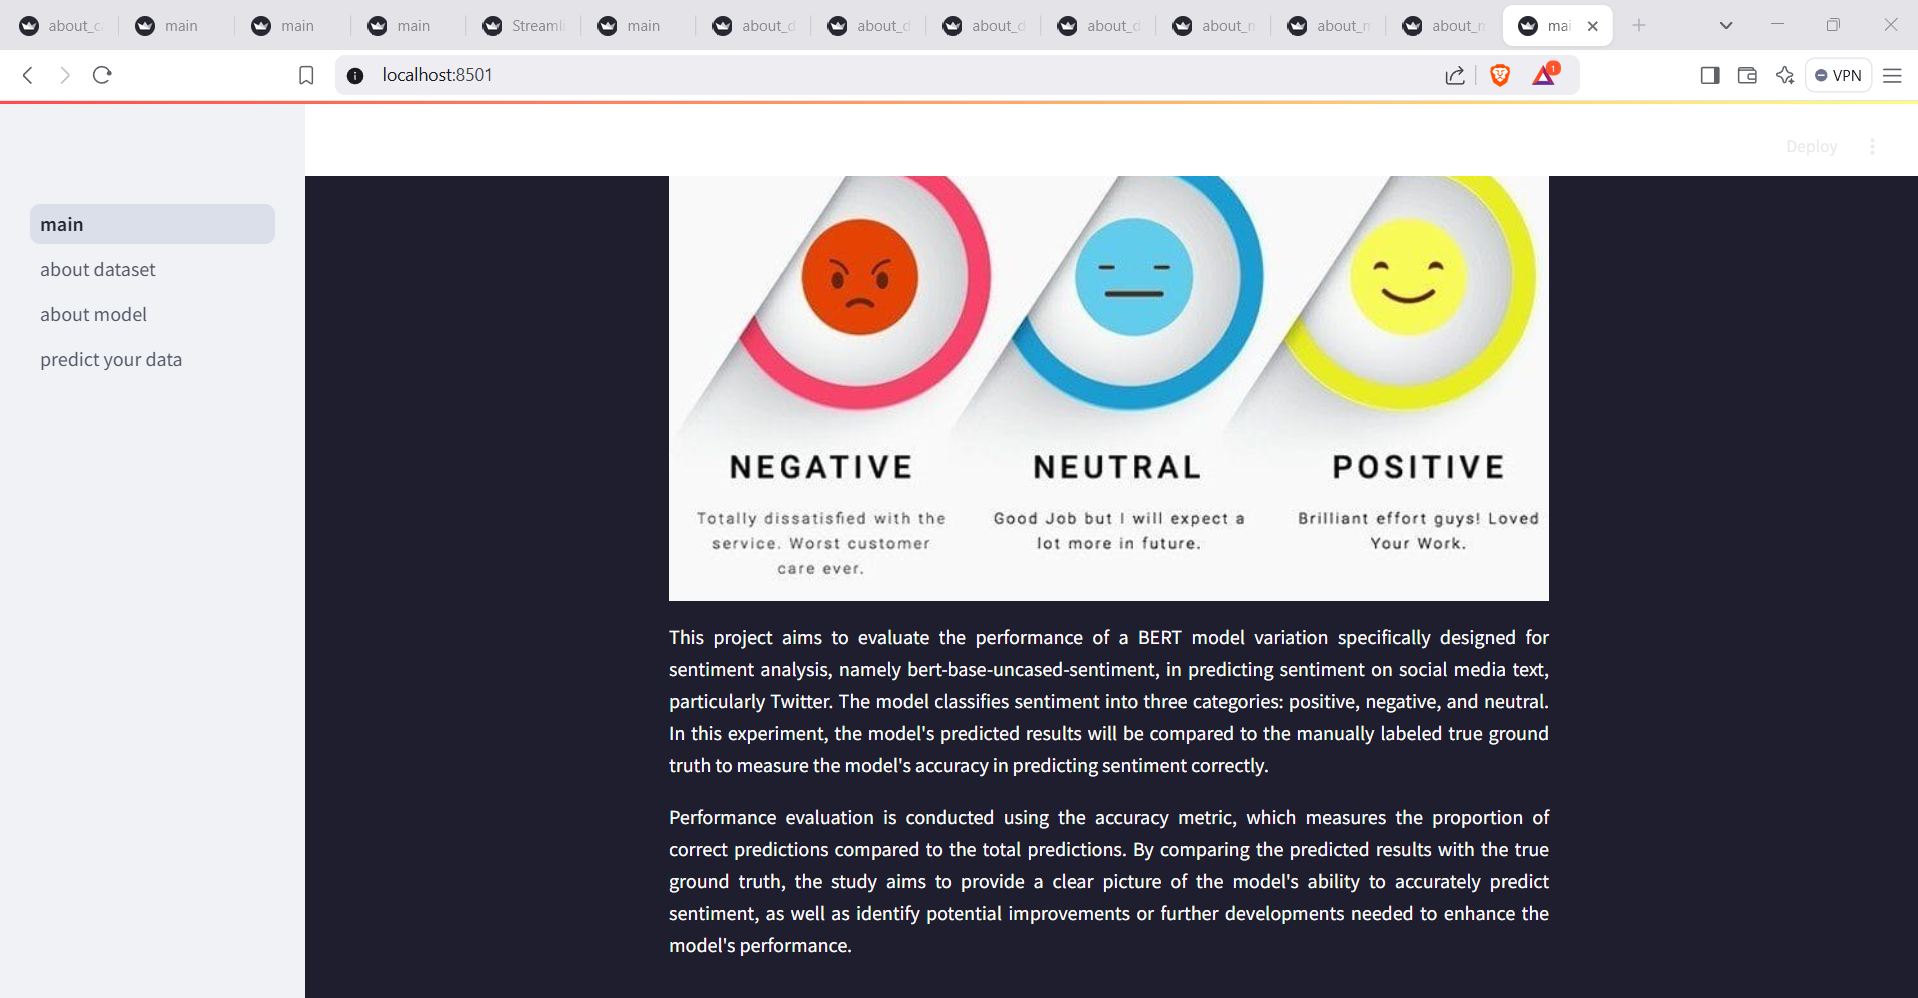 about_c main main main Streaml main about_d about_d about_d about_d about_n about_n about_n mai
localhost:8501
1
VPN
Deploy
main
about dataset
about model
predict your data
NEGATIVE NEUTRAL POSITIVE
Totally dissatisfied with the
service. Worst customer
care ever.
Good Job but I will expect a
lot more in future.
Brilliant effort guys! Loved
Your Work.
This project aims to evaluate the performance of a BERT model variation specifically designed for
sentiment analysis, namely bert-base-uncased-sentiment, in predicting sentiment on social media text,
particularly Twitter. The model classifies sentiment into three categories: positive, negative, and neutral.
In this experiment, the model's predicted results will be compared to the manually labeled true ground
truth to measure the model's accuracy in predicting sentiment correctly.
Performance evaluation is conducted using the accuracy metric, which measures the proportion of
correct predictions compared to the total predictions. By comparing the predicted results with the true
ground truth, the study aims to provide a clear picture of the model's ability to accurately predict
sentiment, as well as identify potential improvements or further developments needed to enhance the
model's performance.